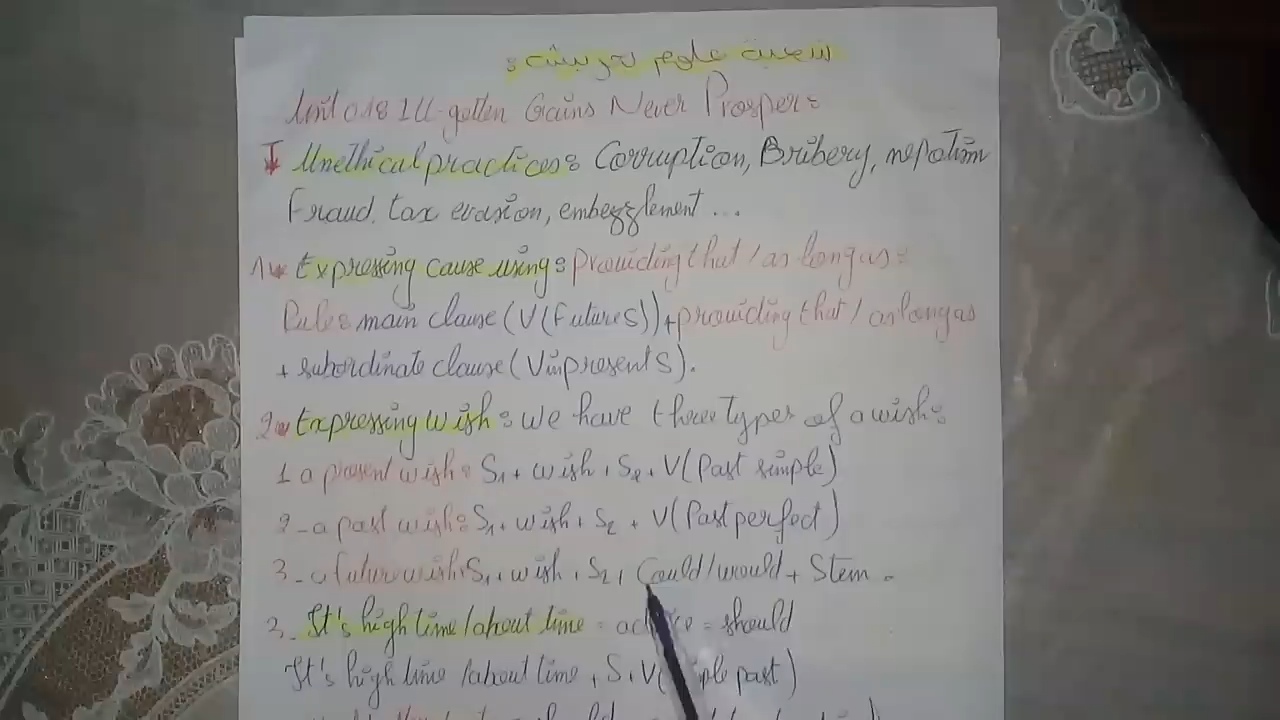 شعبة علوم تجريبية :
Unit 01 & Ill-gotten Gains Never Prosper:
I Unethical practices: Corruption, Bribery, nepotism
Fraud, tax evasion, embezzlement ...
1 Expressing cause using: providing that / as long as:
Rule: main clause (V(future S)) + providing that / as long as
+ subordinate clause (V in present S).
2 Expressing wish: we have three types of a wish:
1 a present wish: S1 + wish + S2 + V (Past simple)
2 - a past wish: S1 + wish + S2 + V (Past perfect)
3 - a future wish: S1 + wish + S2 + Could/would + Stem.
3 - It's high time / about time = = should
It's high time / about time + S + V( past)